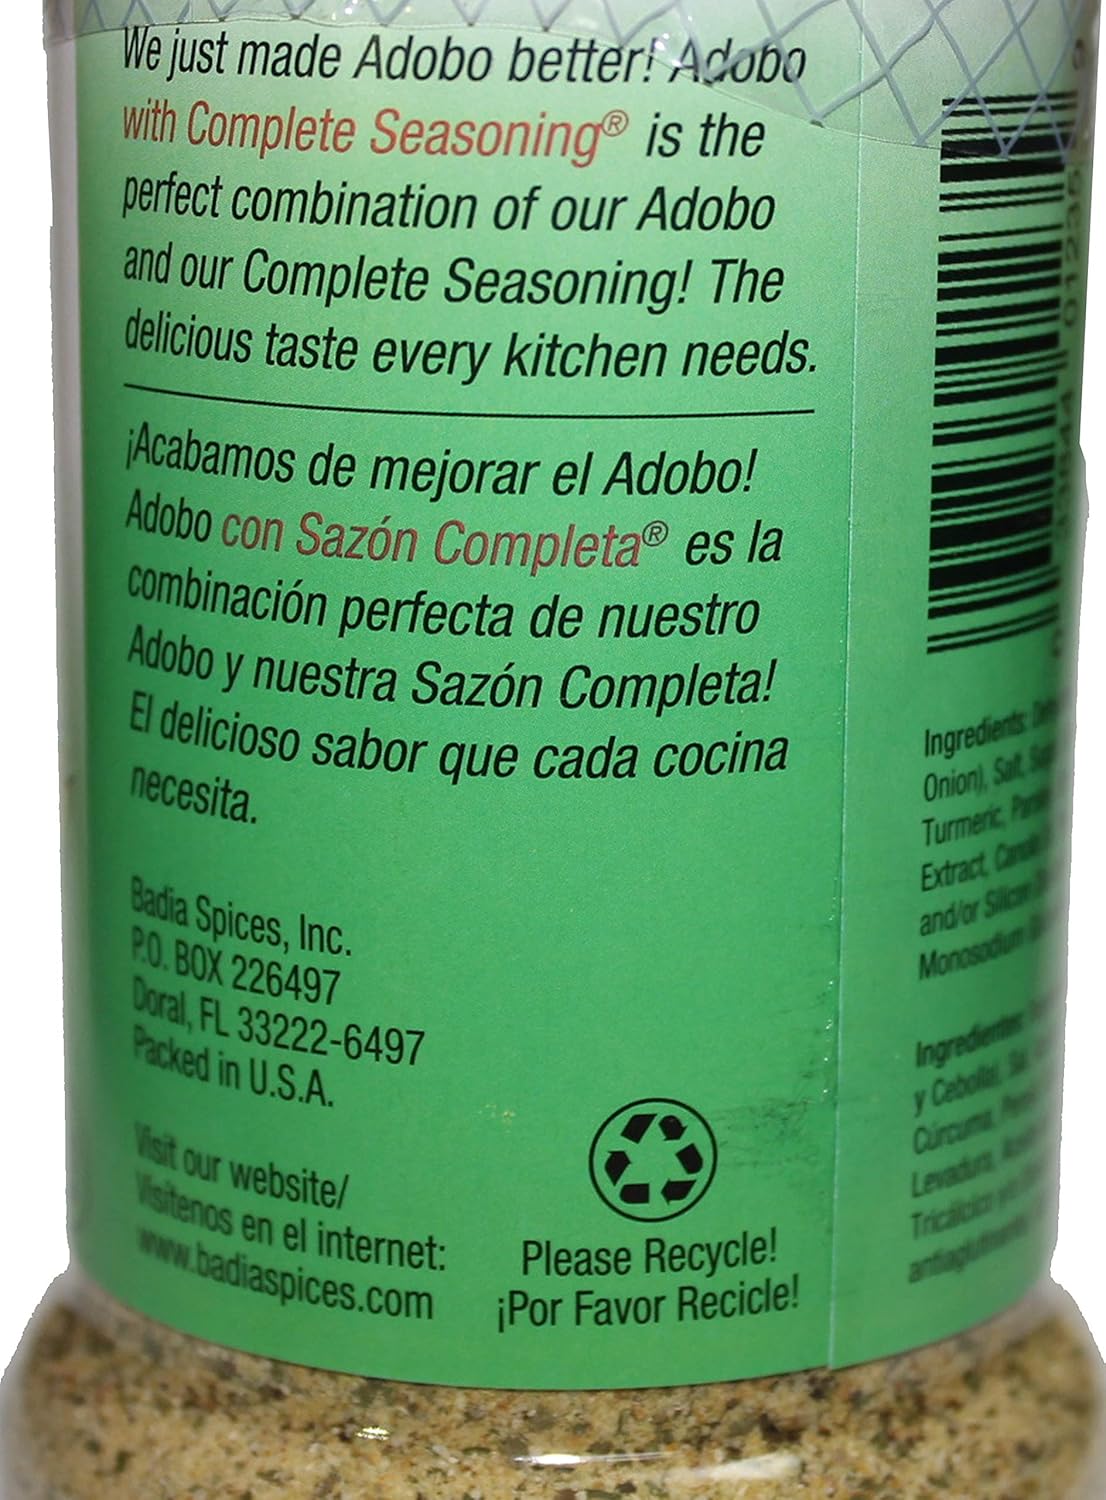 We just made Adobo better! Adobo
with Complete Seasoning® is the
perfect combination of our Adobo
and our Complete Seasoning! The
delicious taste every kitchen needs.
¡Acabamos de mejorar el Adobo!
Adobo con Sazón Completa® es la
combinación perfecta de nuestro
Adobo y nuestra Sazón Completa!
El delicioso sabor que cada cocina
necesita.
Badia Spices, Inc.
P.O. BOX 226497
Doral, FL 33222-6497
Packed in U.S.A.
Visit our website/
Visítenos en el internet:
www.badiaspices.com
Please Recycle!
¡Por Favor Recicle!
Ingredients:
Onion), Salt,
Turmeric,
Extract,
and/or Silicon
Monosodium
Ingredientes:
y Cebolla), Sal,
Cúrcuma,
Levadura,
Tricálcico